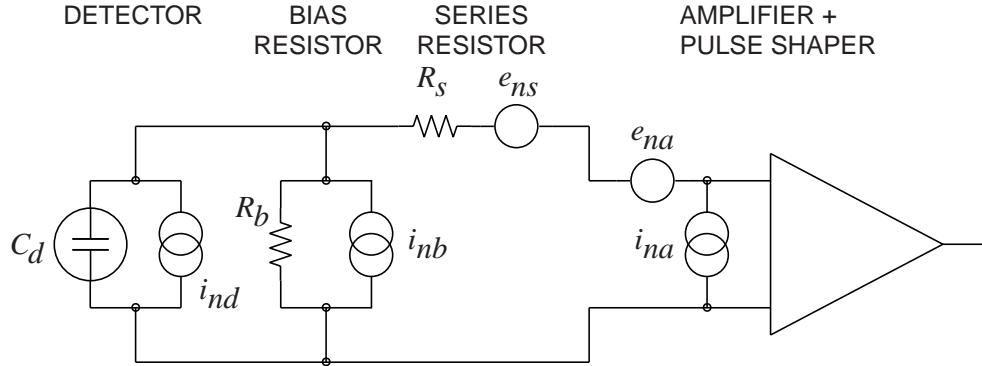 DETECTOR
BIAS
RESISTOR
SERIES
RESISTOR
AMPLIFIER +
PULSE SHAPER
R_s
e_ns
e_na
C_d
i_nd
R_b
i_nb
i_na